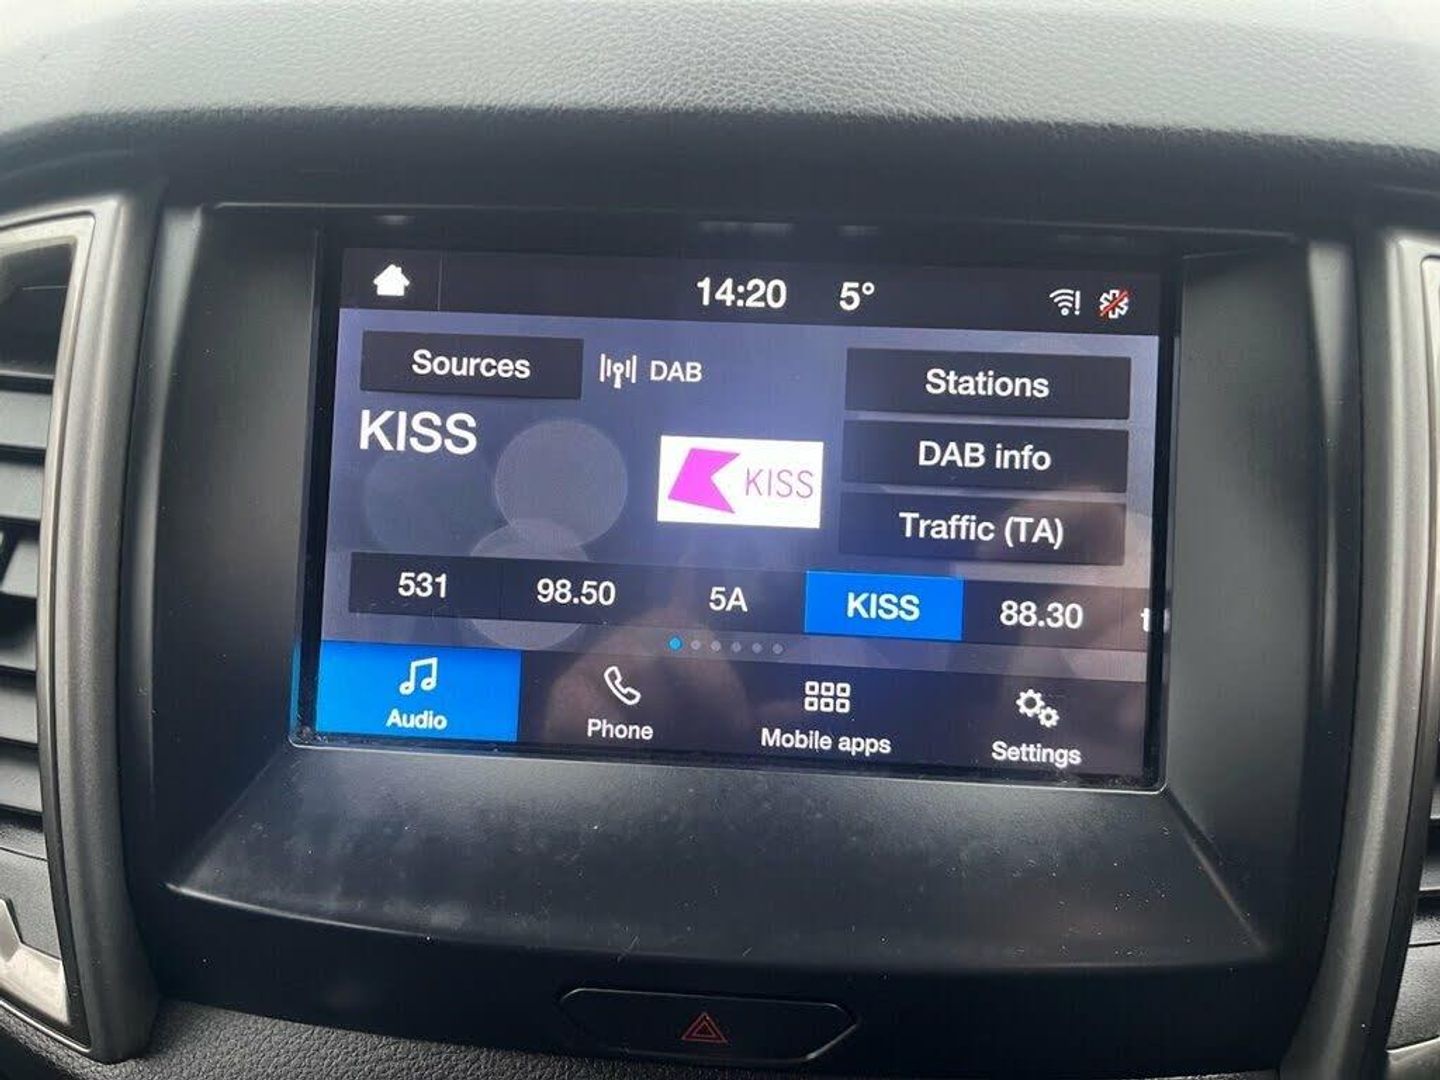 14:20 5°
Sources DAB Stations
KISS
KISS
DAB info
Traffic (TA)
531 98.50 5A KISS 88.30
Audio Phone Mobile apps Settings